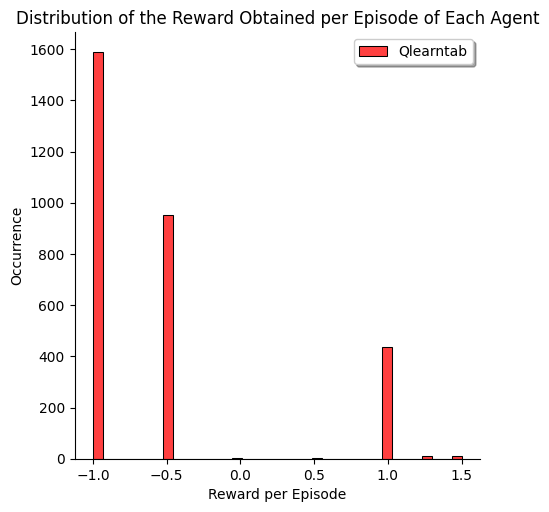 Distribution of the Reward Obtained per Episode of Each Agent
Qlearntab
1600
1400
1200
1000
800
600
400
200
0
Occurrence
−1.0 −0.5 0.0 0.5 1.0 1.5
Reward per Episode